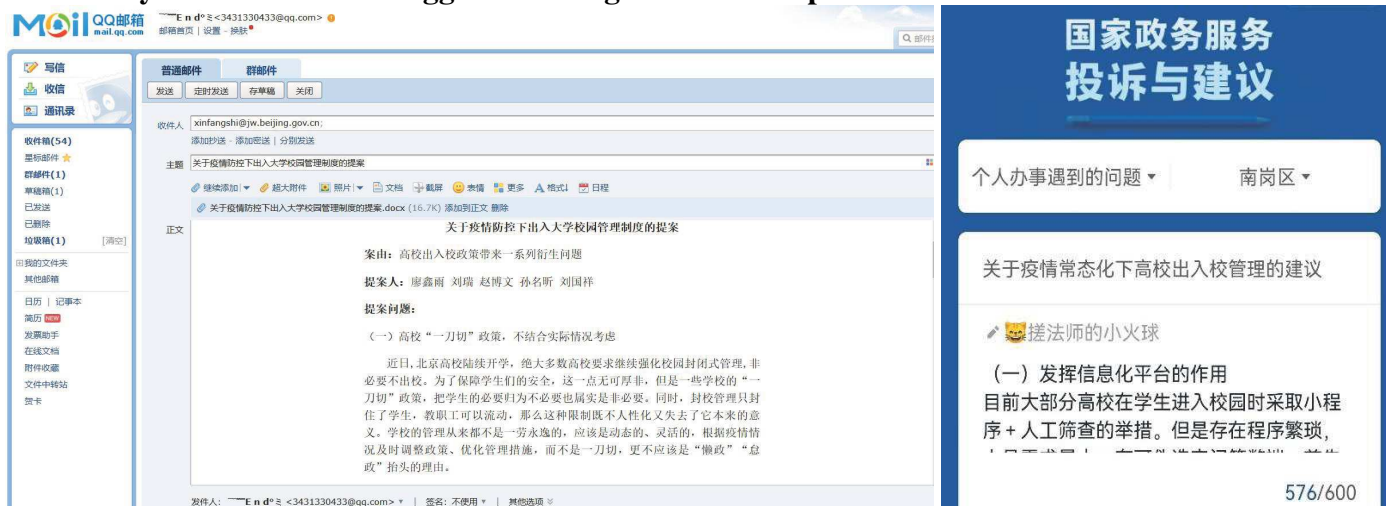 Mail QQ邮箱
mail.qq.com
E n d°ミ<3431330433@qq.com>
邮箱首页 | 设置 - 换肤
写信
收信
通讯录
收件箱(54)
星标邮件
群邮件(1)
草稿箱(1)
已发送
已删除
垃圾箱(1) [清空]
我的文件夹
其他邮箱
日历 | 记事本
简历 NEW
发票助手
在线文档
附件收藏
文件中转站
贺卡
普通邮件 群邮件
发送 定时发送 存草稿 关闭
收件人 xinfangshi@jw.beijing.gov.cn;
添加抄送 - 添加密送 | 分别发送
主题 关于疫情防控下出入大学校园管理制度的提案
继续添加 超大附件 照片 文档 截屏 表情 更多 格式↓ 日程
关于疫情防控下出入大学校园管理制度的提案.docx (16.7K) 添加到正文 删除
正文
关于疫情防控下出入大学校园管理制度的提案
案由：高校出入校政策带来一系列衍生问题
提案人：廖鑫雨 刘瑞 赵博文 孙名昕 刘国祥
提案问题：
（一）高校“一刀切”政策，不结合实际情况考虑
近日,北京高校陆续开学，绝大多数高校要求继续强化校园封闭式管理,非
必要不出校。为了保障学生们的安全，这一点无可厚非，但是一些学校的“一
刀切”政策，把学生的必要归为不必要也属实是非必要。同时，封校管理只封
住了学生，教职工可以流动，那么这种限制既不人性化又失去了它本来的意
义。学校的管理从来都不是一劳永逸的，应该是动态的、灵活的，根据疫情情
况及时调整政策、优化管理措施，而不是一刀切，更不应该是“懒政”“怠
政”抬头的理由。
发件人： E n d°ミ<3431330433@qq.com> | 签名：不使用 | 其他选项
国家政务服务
投诉与建议
个人办事遇到的问题 南岗区
关于疫情常态化下高校出入校管理的建议
搓法师的小火球
（一）发挥信息化平台的作用
目前大部分高校在学生进入校园时采取小程
序+人工筛查的举措。但是存在程序繁琐，
576/600